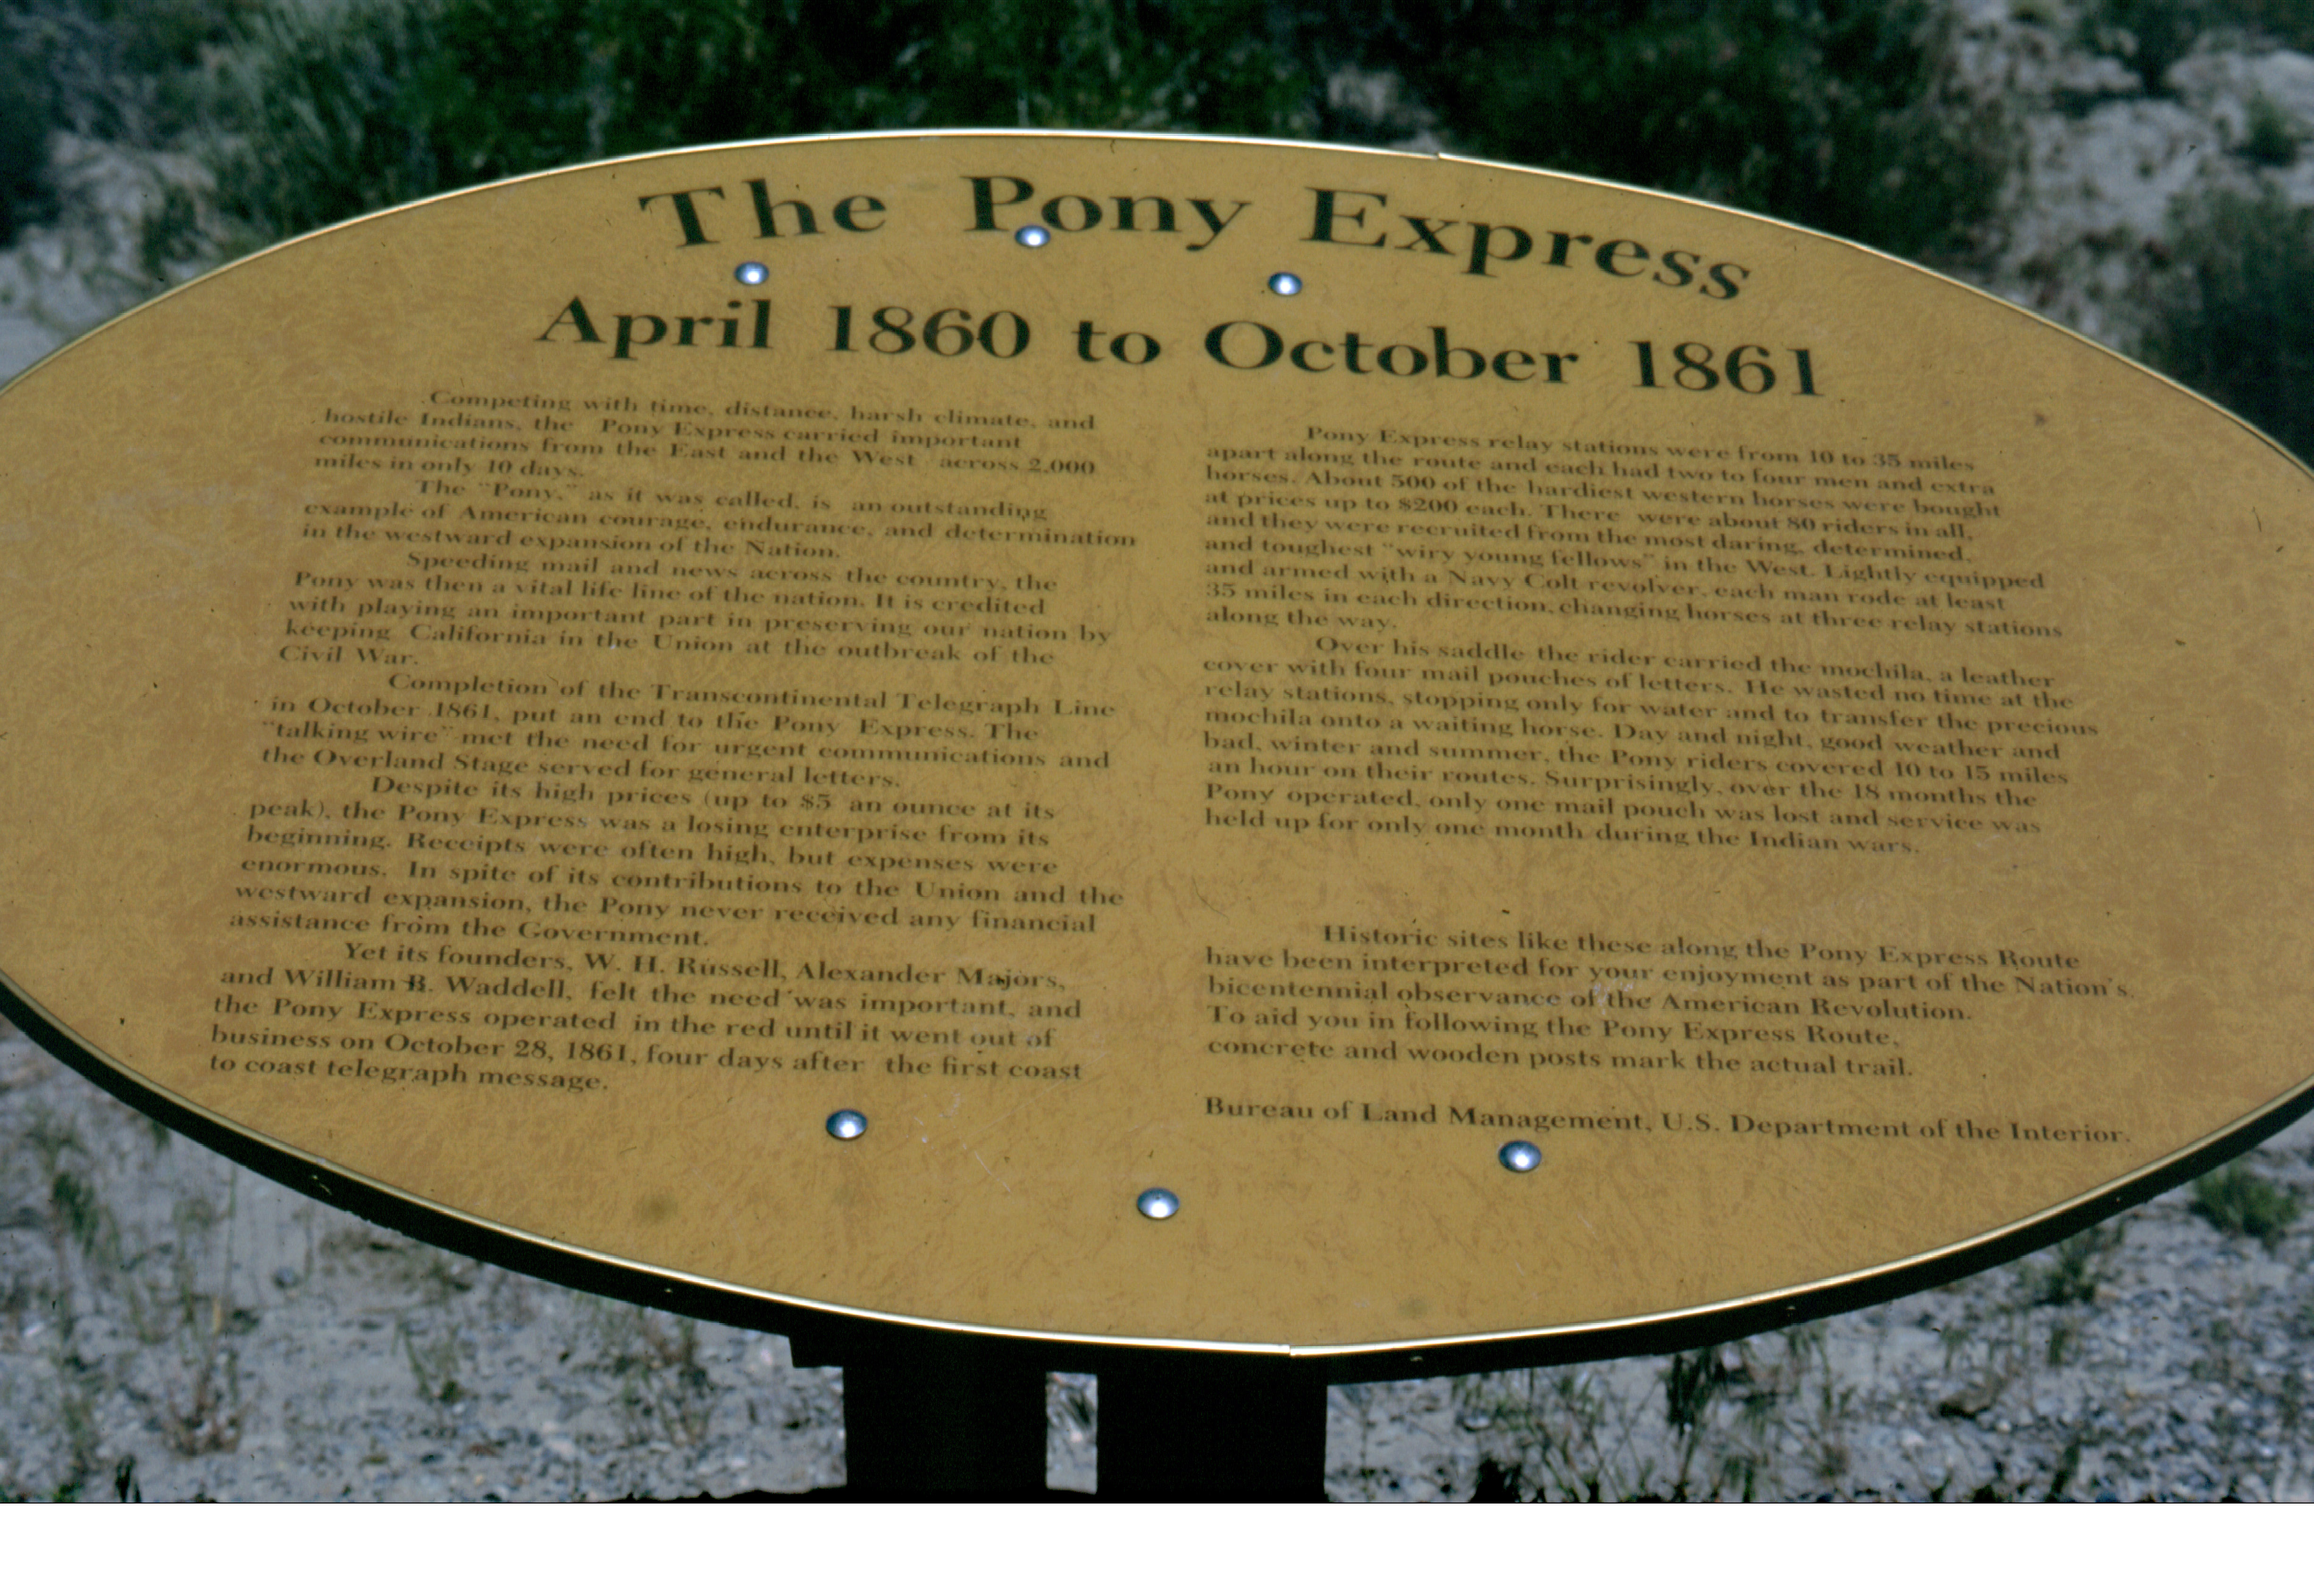 The Pony Express
April 1860 to October 1861
Competing with time, distance, harsh climate, and
hostile Indians, the Pony Express carried important
communications from the East and the West across 2,000
miles in only 10 days.
The "Pony," as it was called, is an outstanding
example of American courage, endurance, and determination
in the westward expansion of the Nation.
Speeding mail and news across the country, the
Pony was then a vital life line of the nation. It is credited
with playing an important part in preserving our nation by
keeping California in the Union at the outbreak of the
Civil War.
Completion of the Transcontinental Telegraph Line
in October 1861, put an end to the Pony Express. The
"talking wire" met the need for urgent communications and
the Overland Stage served for general letters.
Despite its high prices (up to $5 an ounce at its
peak), the Pony Express was a losing enterprise from its
beginning. Receipts were often high, but expenses were
enormous. In spite of its contributions to the Union and the
westward expansion, the Pony never received any financial
assistance from the Government.
Yet its founders, W. H. Russell, Alexander Majors,
and William B. Waddell, felt the need was important, and
the Pony Express operated in the red until it went out of
business on October 28, 1861, four days after the first coast
to coast telegraph message.
Pony Express relay stations were from 10 to 35 miles
apart along the route and each had two to four men and extra
horses. About 500 of the hardiest western horses were bought
at prices up to $200 each. There were about 80 riders in all,
and they were recruited from the most daring, determined,
and toughest "wiry young fellows" in the West. Lightly equipped
and armed with a Navy Colt revolver, each man rode at least
35 miles in each direction, changing horses at three relay stations
along the way.
Over his saddle the rider carried the mochila, a leather
cover with four mail pouches of letters. He wasted no time at the
relay stations, stopping only for water and to transfer the precious
mochila onto a waiting horse. Day and night, good weather and
bad, winter and summer, the Pony riders covered 10 to 15 miles
an hour on their routes. Surprisingly, over the 18 months the
Pony operated, only one mail pouch was lost and service was
held up for only one month during the Indian wars.
Historic sites like these along the Pony Express Route
have been interpreted for your enjoyment as part of the Nation's
bicentennial observance of the American Revolution.
To aid you in following the Pony Express Route,
concrete and wooden posts mark the actual trail.
Bureau of Land Management, U.S. Department of the Interior.